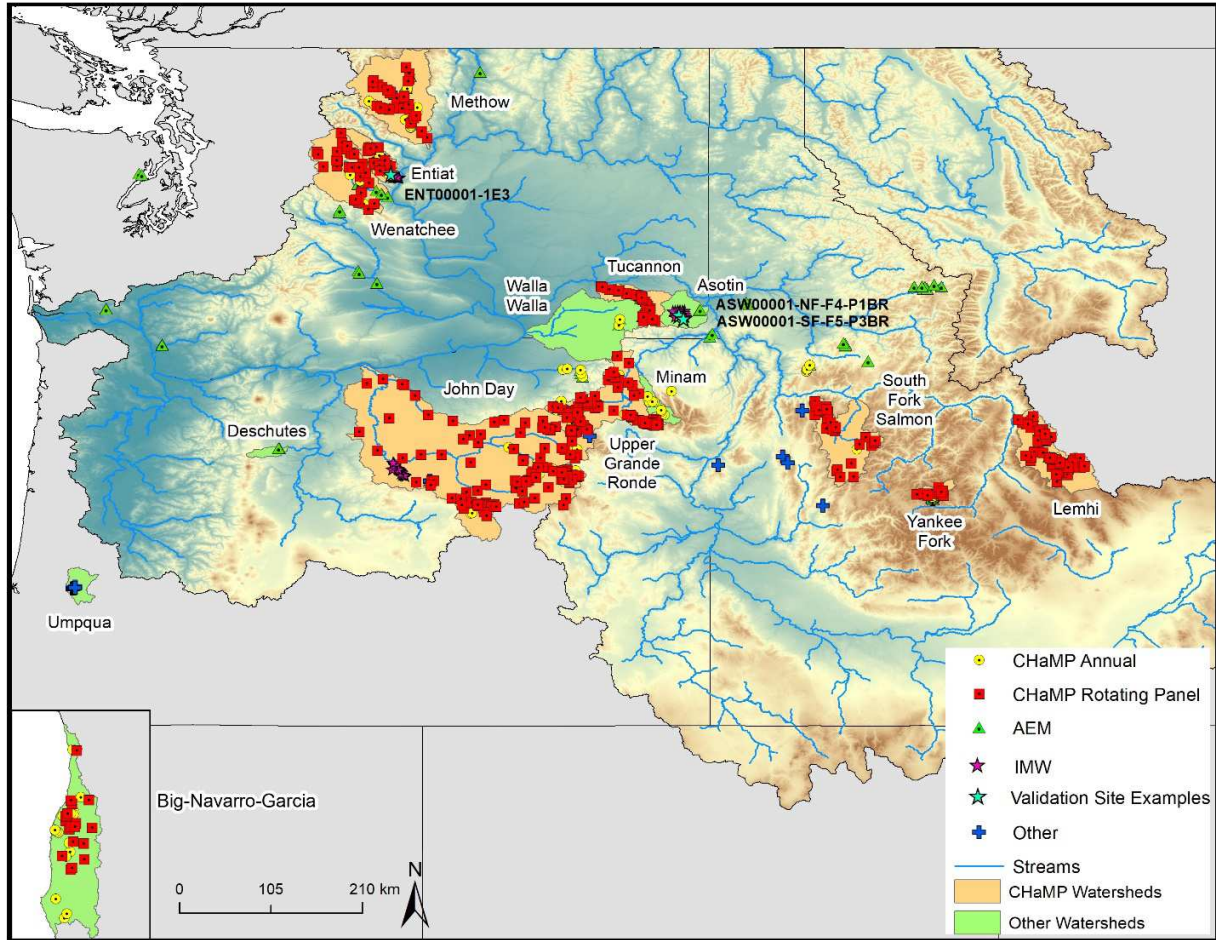 Methow
Entiat
ENT00001-1E3
Wenatchee
Tucannon
Walla
Walla
Asotin
ASW00001-NF-F4-P1BR
ASW00001-SF-F5-P3BR
John Day
Minam
South
Fork
Salmon
Deschutes
Upper
Grande
Ronde
Lemhi
Yankee
Fork
Umpqua
Big-Navarro-Garcia
N
0 105 210 km
CHaMP Annual
CHaMP Rotating Panel
AEM
IMW
Validation Site Examples
Other
Streams
CHaMP Watersheds
Other Watersheds